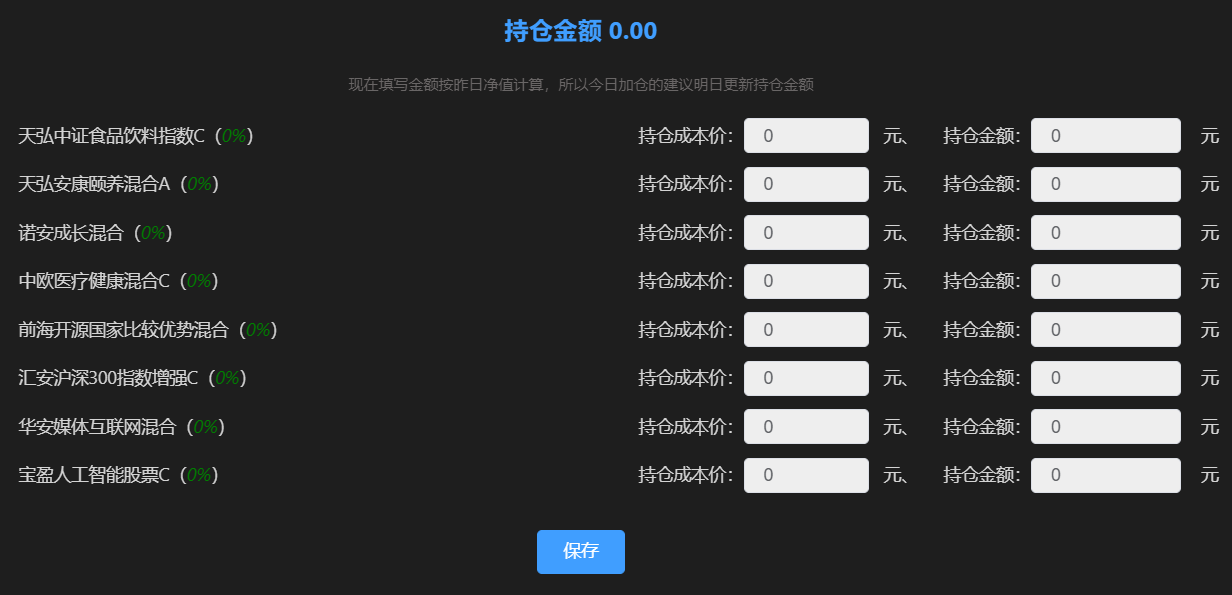 持仓金额 0.00
现在填写金额按昨日净值计算，所以今日加仓的建议明日更新持仓金额
天弘中证食品饮料指数C（0%） 持仓成本价： 0 元、 持仓金额： 0 元
天弘安康颐养混合A（0%） 持仓成本价： 0 元、 持仓金额： 0 元
诺安成长混合（0%） 持仓成本价： 0 元、 持仓金额： 0 元
中欧医疗健康混合C（0%） 持仓成本价： 0 元、 持仓金额： 0 元
前海开源国家比较优势混合（0%） 持仓成本价： 0 元、 持仓金额： 0 元
汇安沪深300指数增强C（0%） 持仓成本价： 0 元、 持仓金额： 0 元
华安媒体互联网混合（0%） 持仓成本价： 0 元、 持仓金额： 0 元
宝盈人工智能股票C（0%） 持仓成本价： 0 元、 持仓金额： 0 元
保存